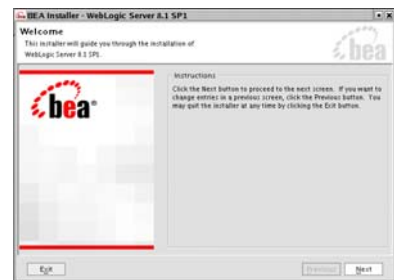 BEA Installer - WebLogic Server 8.1 SP1
Welcome
This installer will guide you through the installation of
WebLogic Server 8.1 SP1.
bea
bea
Instructions
Click the Next button to proceed to the next screen. If you want to
change entries in a previous screen, click the Previous button. You
may quit the installer at any time by clicking the Exit button.
Exit
Previous
Next